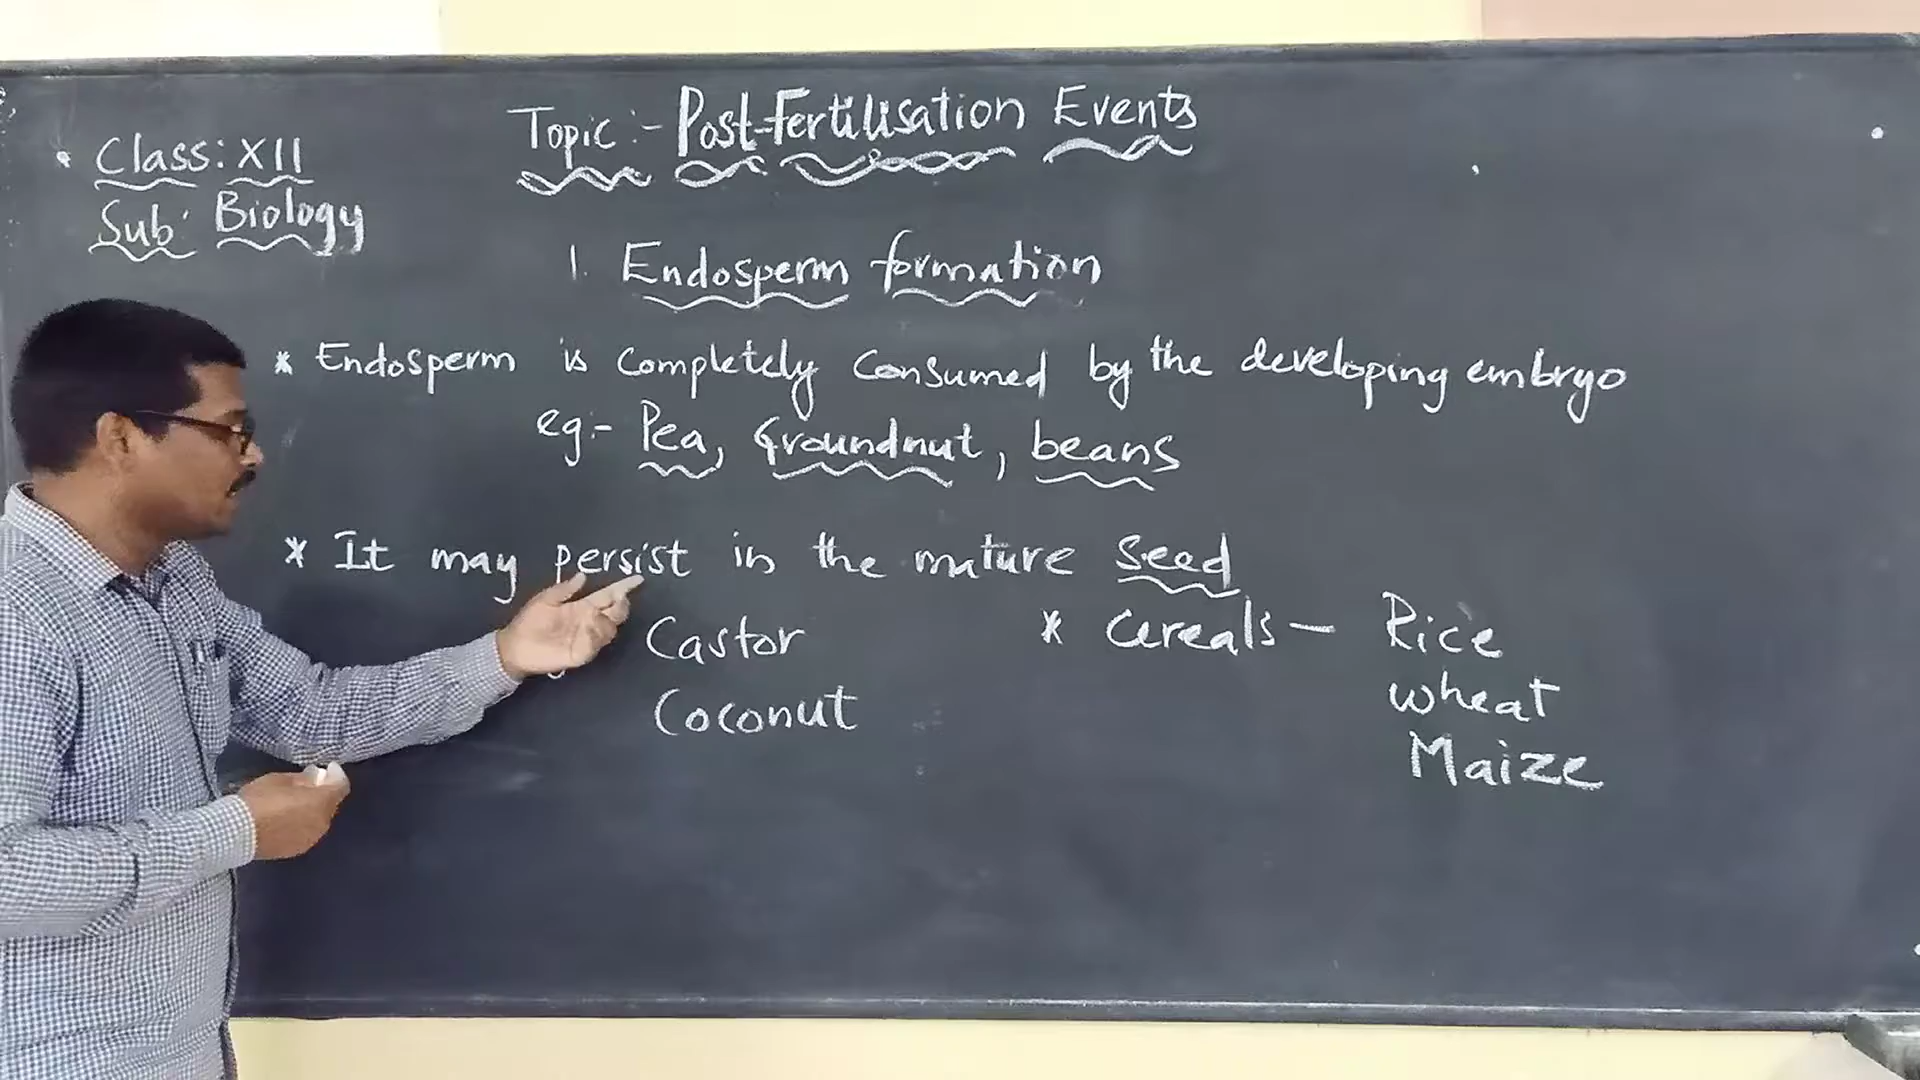 Class: XII
Sub: Biology
Topic :- Post-Fertilisation Events
1. Endosperm formation
* Endosperm is completely consumed by the developing embryo
eg:- Pea, Groundnut, beans
* It may persist in the mature seed
Castor
Coconut
* Cereals — Rice
wheat
Maize